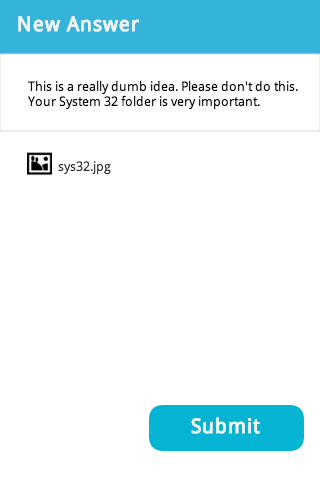 New Answer
This is a really dumb idea. Please don't do this.
Your System 32 folder is very important.
sys32.jpg
Submit